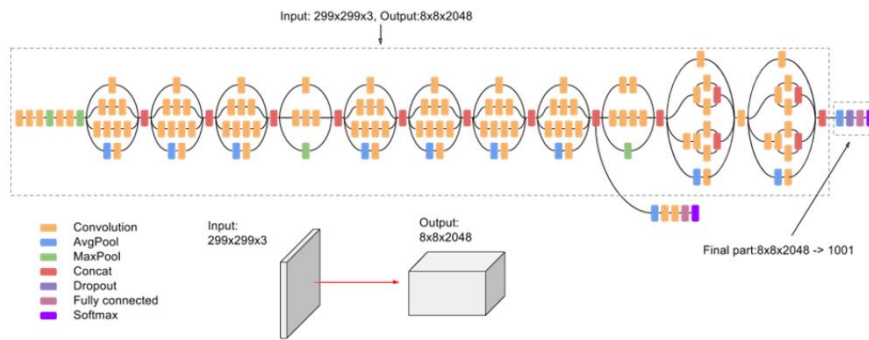 Input: 299x299x3, Output:8x8x2048
Convolution
AvgPool
MaxPool
Concat
Dropout
Fully connected
Softmax
Input:
299x299x3
Output:
8x8x2048
Final part:8x8x2048 -> 1001